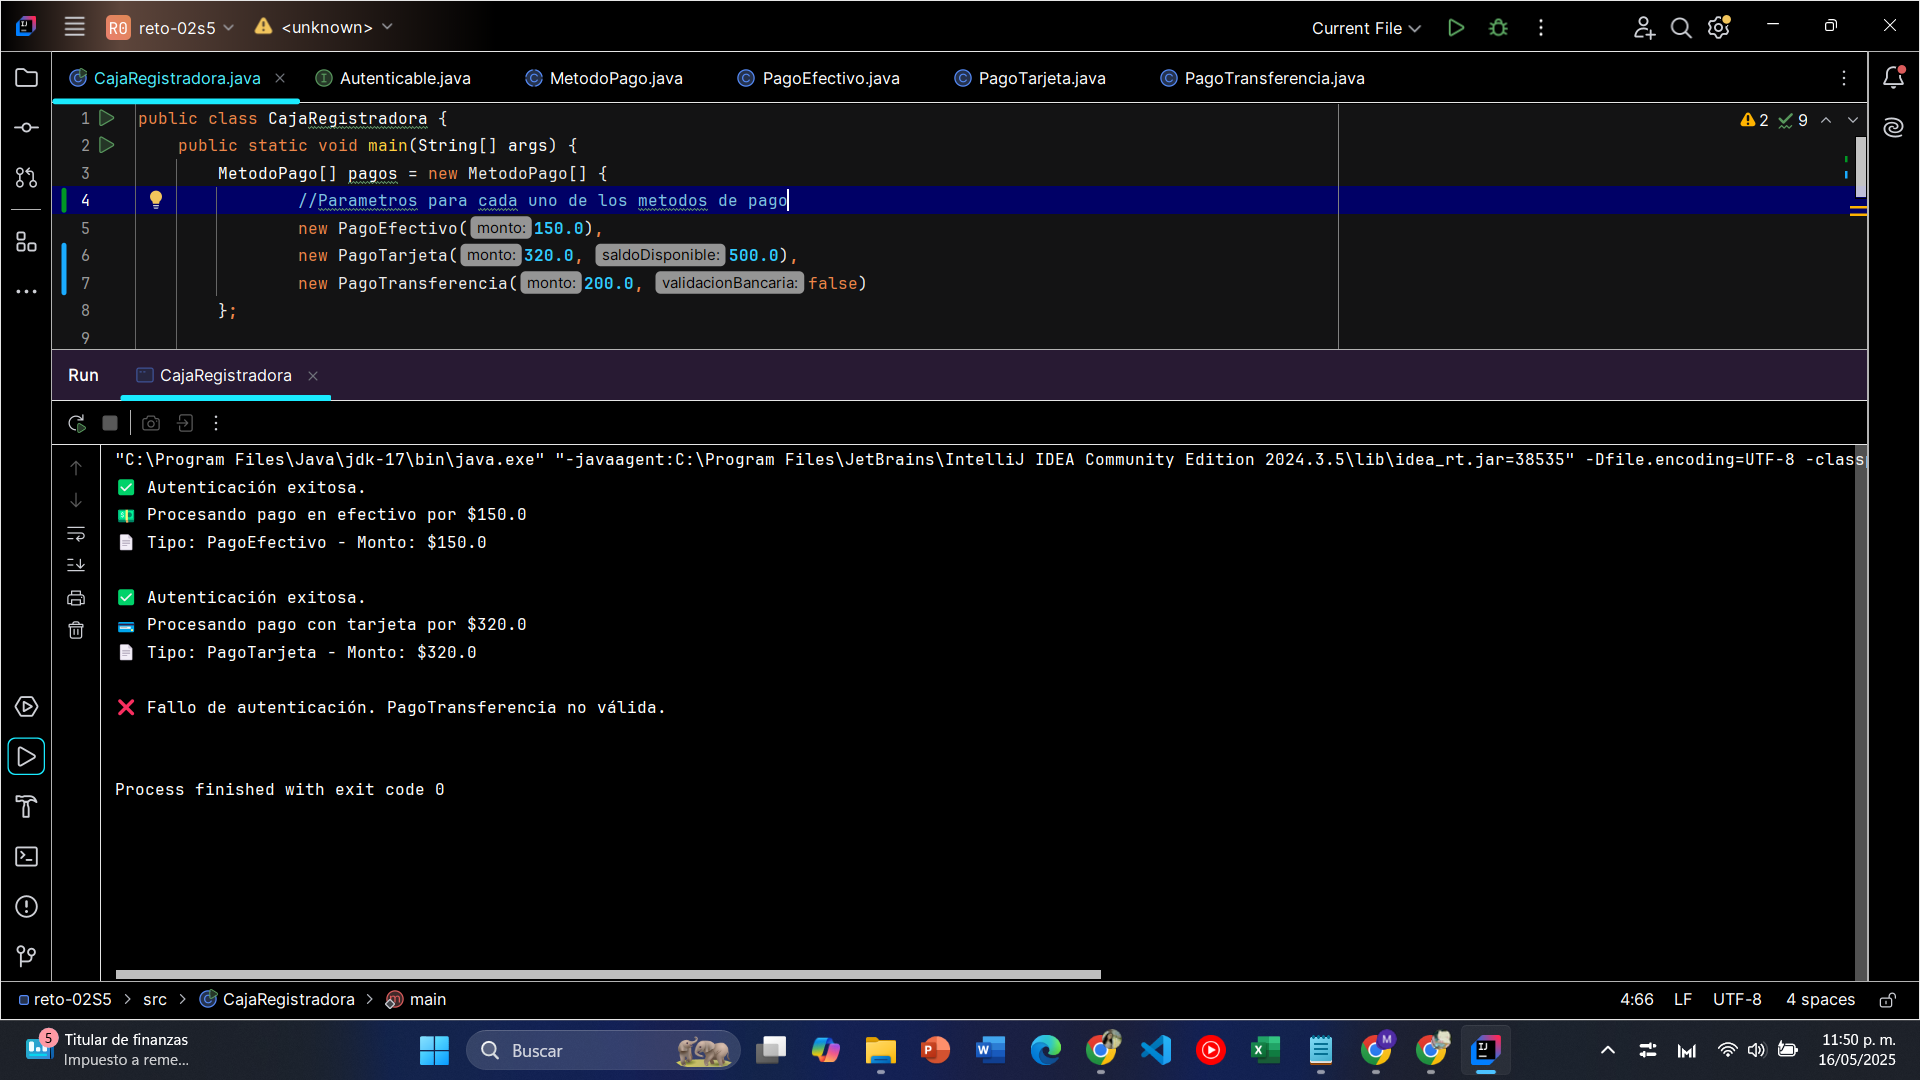 R0 reto-02s5 <unknown> Current File
CajaRegistradora.java Autenticable.java MetodoPago.java PagoEfectivo.java PagoTarjeta.java PagoTransferencia.java
1 public class CajaRegistradora { 2 9
2 public static void main(String[] args) {
3 MetodoPago[] pagos = new MetodoPago[] {
4 //Parametros para cada uno de los metodos de pago
5 new PagoEfectivo( monto: 150.0),
6 new PagoTarjeta( monto: 320.0, saldoDisponible: 500.0),
7 new PagoTransferencia( monto: 200.0, validacionBancaria: false)
8 };
9
Run CajaRegistradora
"C:\Program Files\Java\jdk-17\bin\java.exe" "-javaagent:C:\Program Files\JetBrains\IntelliJ IDEA Community Edition 2024.3.5\lib\idea_rt.jar=38535" -Dfile.encoding=UTF-8 -class
✅ Autenticación exitosa.
💵 Procesando pago en efectivo por $150.0
📄 Tipo: PagoEfectivo - Monto: $150.0
✅ Autenticación exitosa.
💳 Procesando pago con tarjeta por $320.0
📄 Tipo: PagoTarjeta - Monto: $320.0
❌ Fallo de autenticación. PagoTransferencia no válida.
Process finished with exit code 0
reto-02S5 > src > CajaRegistradora > main 4:66 LF UTF-8 4 spaces
5 Titular de finanzas
Impuesto a reme...
Buscar
11:50 p. m.
16/05/2025